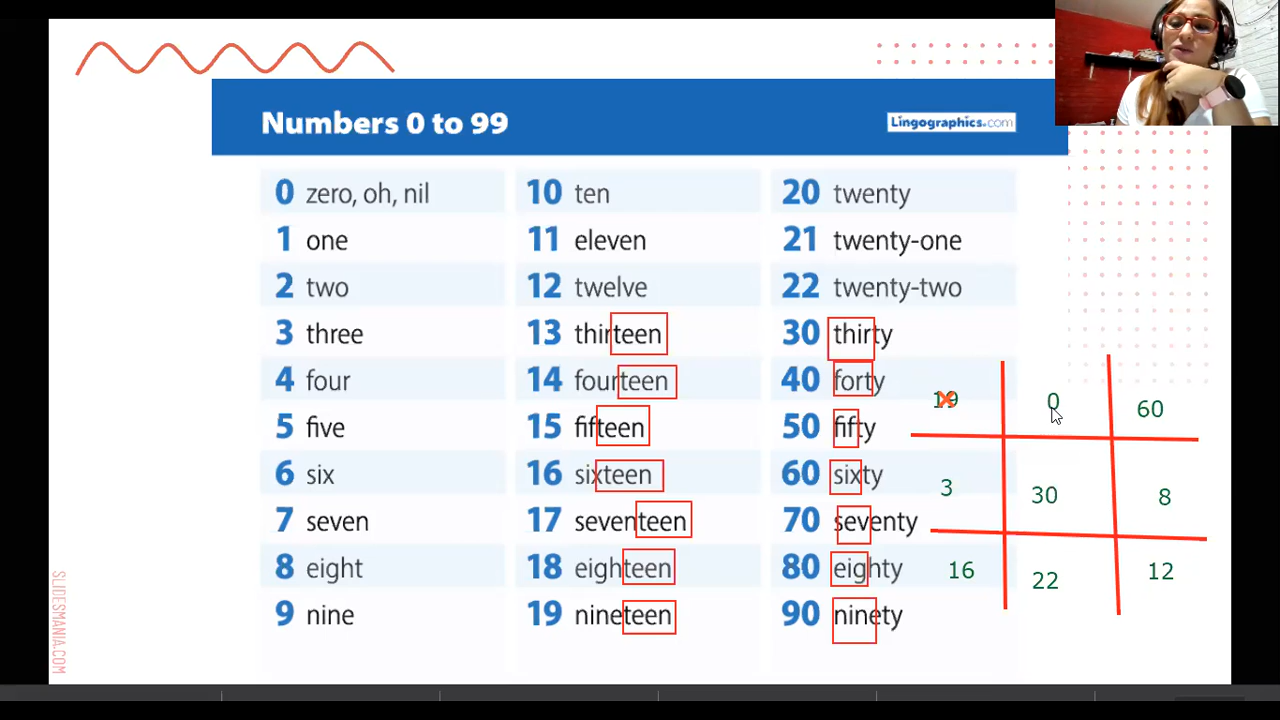 Numbers 0 to 99
Lingographics.com
0 zero, oh, nil
1 one
2 two
3 three
4 four
5 five
6 six
7 seven
8 eight
9 nine
10 ten
11 eleven
12 twelve
13 thirteen
14 fourteen
15 fifteen
16 sixteen
17 seventeen
18 eighteen
19 nineteen
20 twenty
21 twenty-one
22 twenty-two
30 thirty
40 forty
50 fifty
60 sixty
70 seventy
80 eighty
90 ninety
19 0 60
3 30 8
16 22 12
SLIDESMANIA.COM